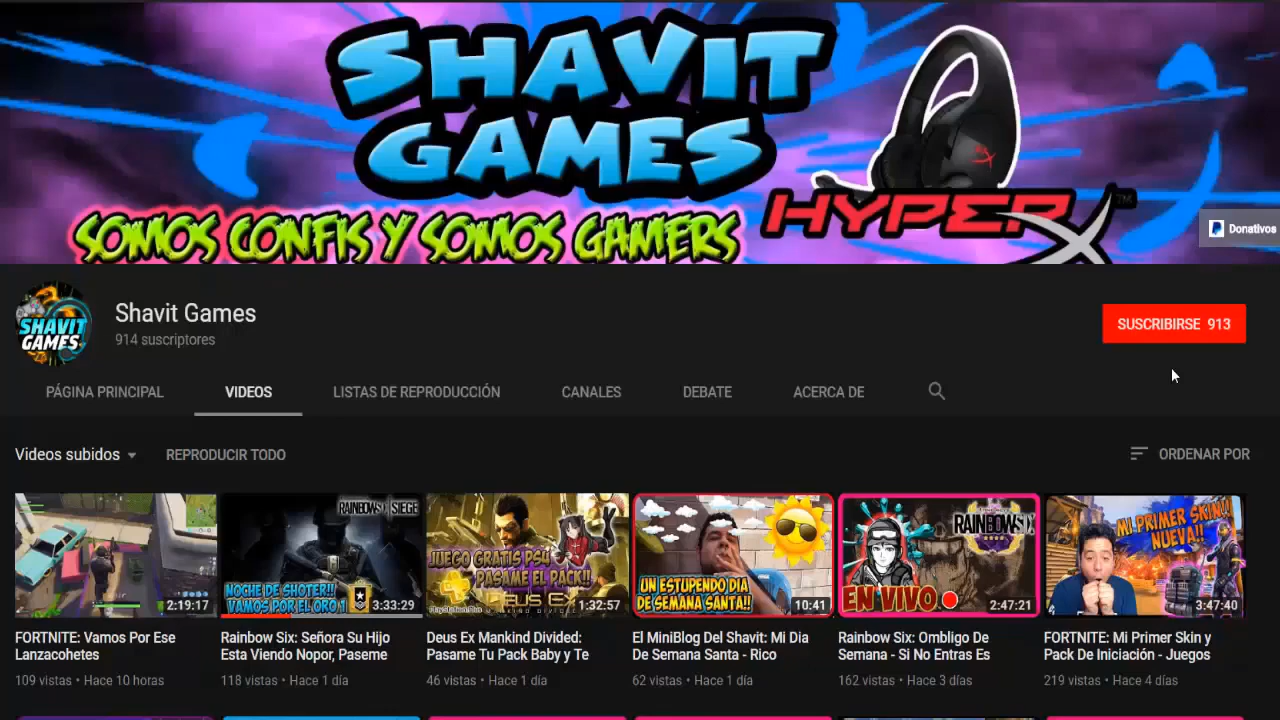 SHAVIT
GAMES
SOMOS CONFIS Y SOMOS GAMERS
HYPERX™
Donativos
SHAVIT
GAMES
Shavit Games
914 suscriptores
SUSCRIBIRSE 913
PÁGINA PRINCIPAL VIDEOS LISTAS DE REPRODUCCIÓN CANALES DEBATE ACERCA DE
Videos subidos REPRODUCIR TODO ORDENAR POR
2:19:17
RAINBOW SIX SIEGE
NOCHE DE SHOTER!!
VAMOS POR EL ORO 1
3:33:29
JUEGO GRATIS PS4
PASAME EL PACK!!
PlayStation Plus
DEUS EX
1:32:57
UN ESTUPENDO DIA
DE SEMANA SANTA!!
10:41
RAINBOW SIX
EN VIVO
2:47:21
MI PRIMER SKIN!!
NUEVA!!
3:47:40
FORTNITE: Vamos Por Ese
Lanzacohetes
109 vistas • Hace 10 horas
Rainbow Six: Señora Su Hijo
Esta Viendo Nopor, Paseme
118 vistas • Hace 1 día
Deus Ex Mankind Divided:
Pasame Tu Pack Baby y Te
46 vistas • Hace 1 día
El MiniBlog Del Shavit: Mi Dia
De Semana Santa - Rico
62 vistas • Hace 1 día
Rainbow Six: Ombligo De
Semana - Si No Entras Es
162 vistas • Hace 3 días
FORTNITE: Mi Primer Skin y
Pack De Iniciación - Juegos
219 vistas • Hace 4 días